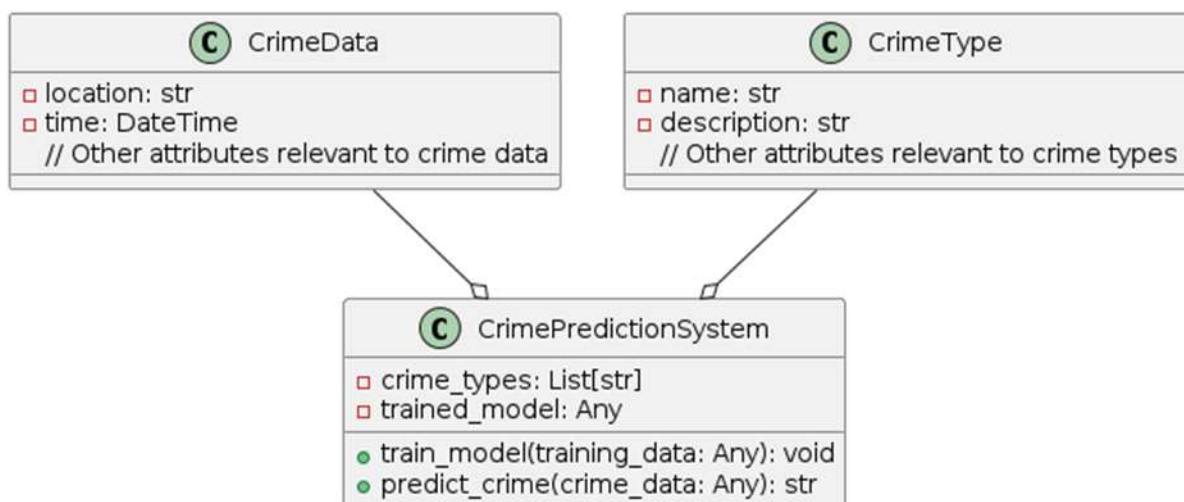 C CrimeData
location: str
time: DateTime
// Other attributes relevant to crime data
C CrimeType
name: str
description: str
// Other attributes relevant to crime types
C CrimePredictionSystem
crime_types: List[str]
trained_model: Any
train_model(training_data: Any): void
predict_crime(crime_data: Any): str